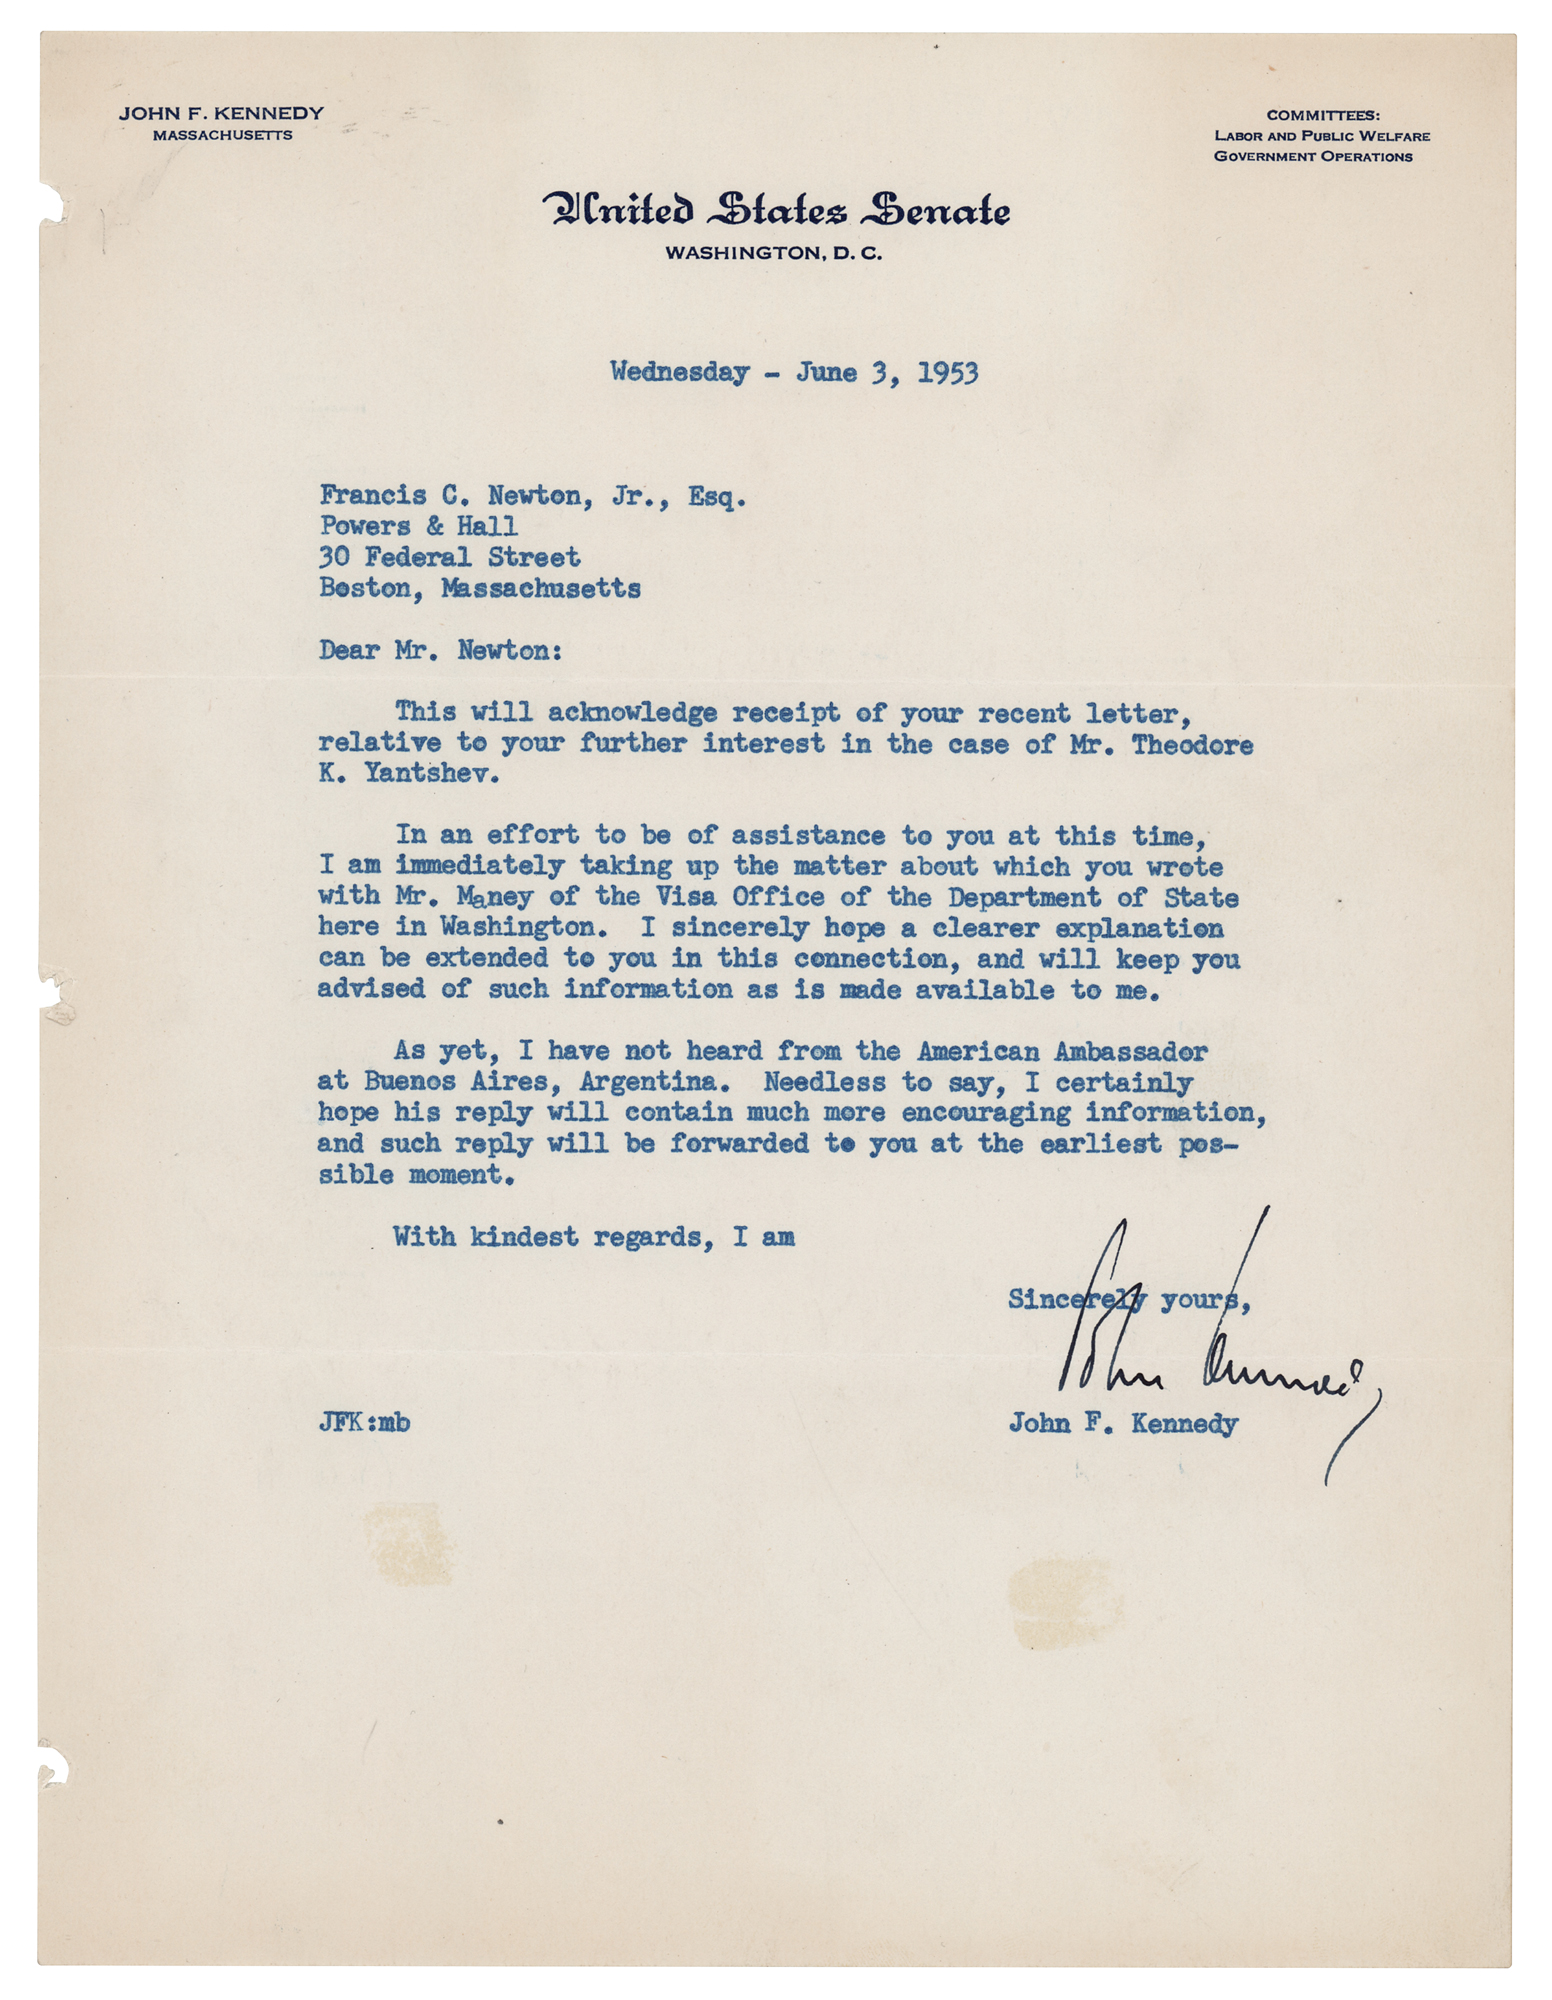 JOHN F. KENNEDY
MASSACHUSETTS
COMMITTEES:
LABOR AND PUBLIC WELFARE
GOVERNMENT OPERATIONS
United States Senate
WASHINGTON, D. C.
Wednesday - June 3, 1953
Francis C. Newton, Jr., Esq.
Powers & Hall
30 Federal Street
Boston, Massachusetts
Dear Mr. Newton:
This will acknowledge receipt of your recent letter,
relative to your further interest in the case of Mr. Theodore
K. Yantshev.
In an effort to be of assistance to you at this time,
I am immediately taking up the matter about which you wrote
with Mr. Maney of the Visa Office of the Department of State
here in Washington. I sincerely hope a clearer explanation
can be extended to you in this connection, and will keep you
advised of such information as is made available to me.
As yet, I have not heard from the American Ambassador
at Buenos Aires, Argentina. Needless to say, I certainly
hope his reply will contain much more encouraging information,
and such reply will be forwarded to you at the earliest pos-
sible moment.
With kindest regards, I am
Sincerely yours,
John Kennedy
JFK:mb
John F. Kennedy